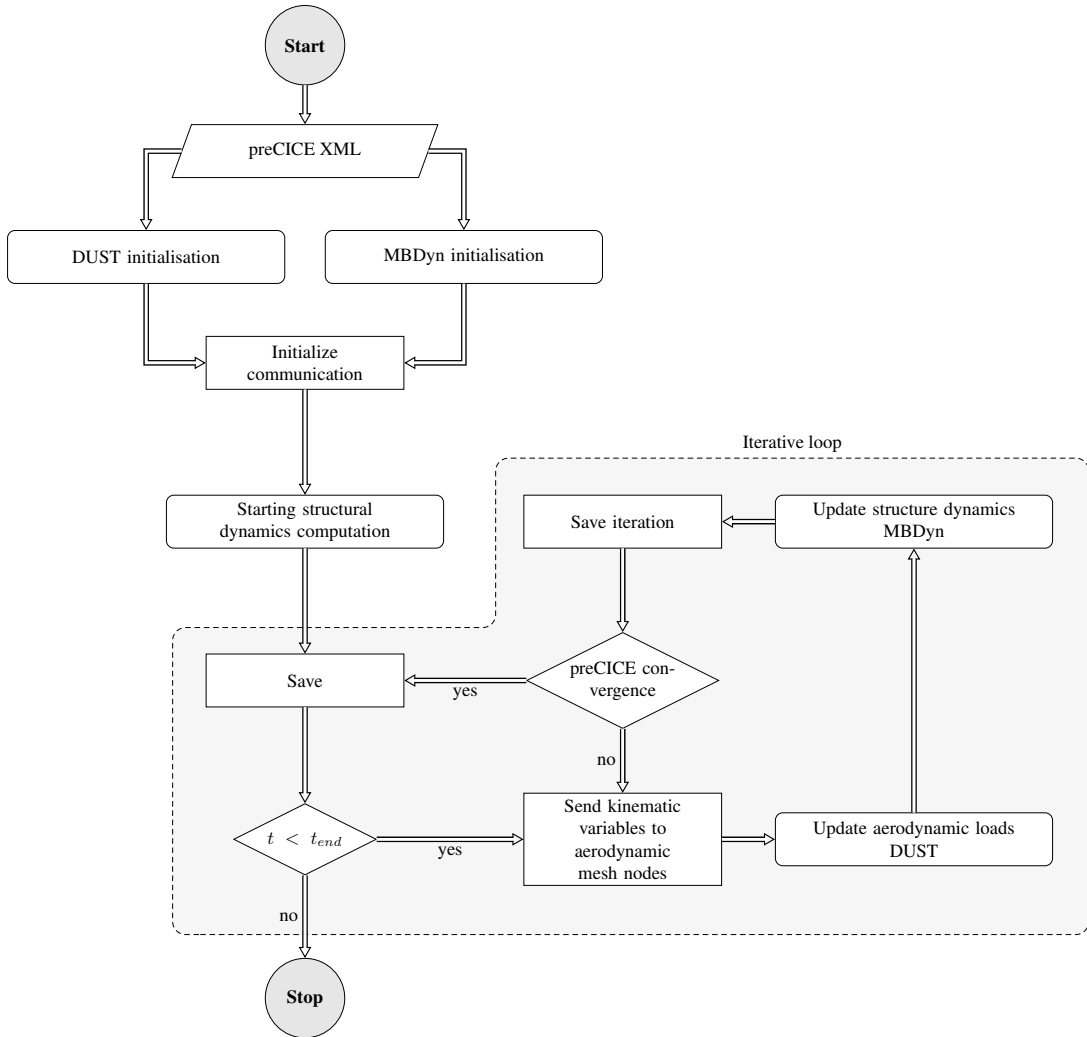 Start
preCICE XML
DUST initialisation
MBDyn initialisation
Initialize
communication
Iterative loop
Starting structural
dynamics computation
Save iteration
Update structure dynamics
MBDyn
Save
preCICE con-
vergence
yes
no
t < t_{end}
yes
Send kinematic
variables to
aerodynamic
mesh nodes
Update aerodynamic loads
DUST
no
Stop